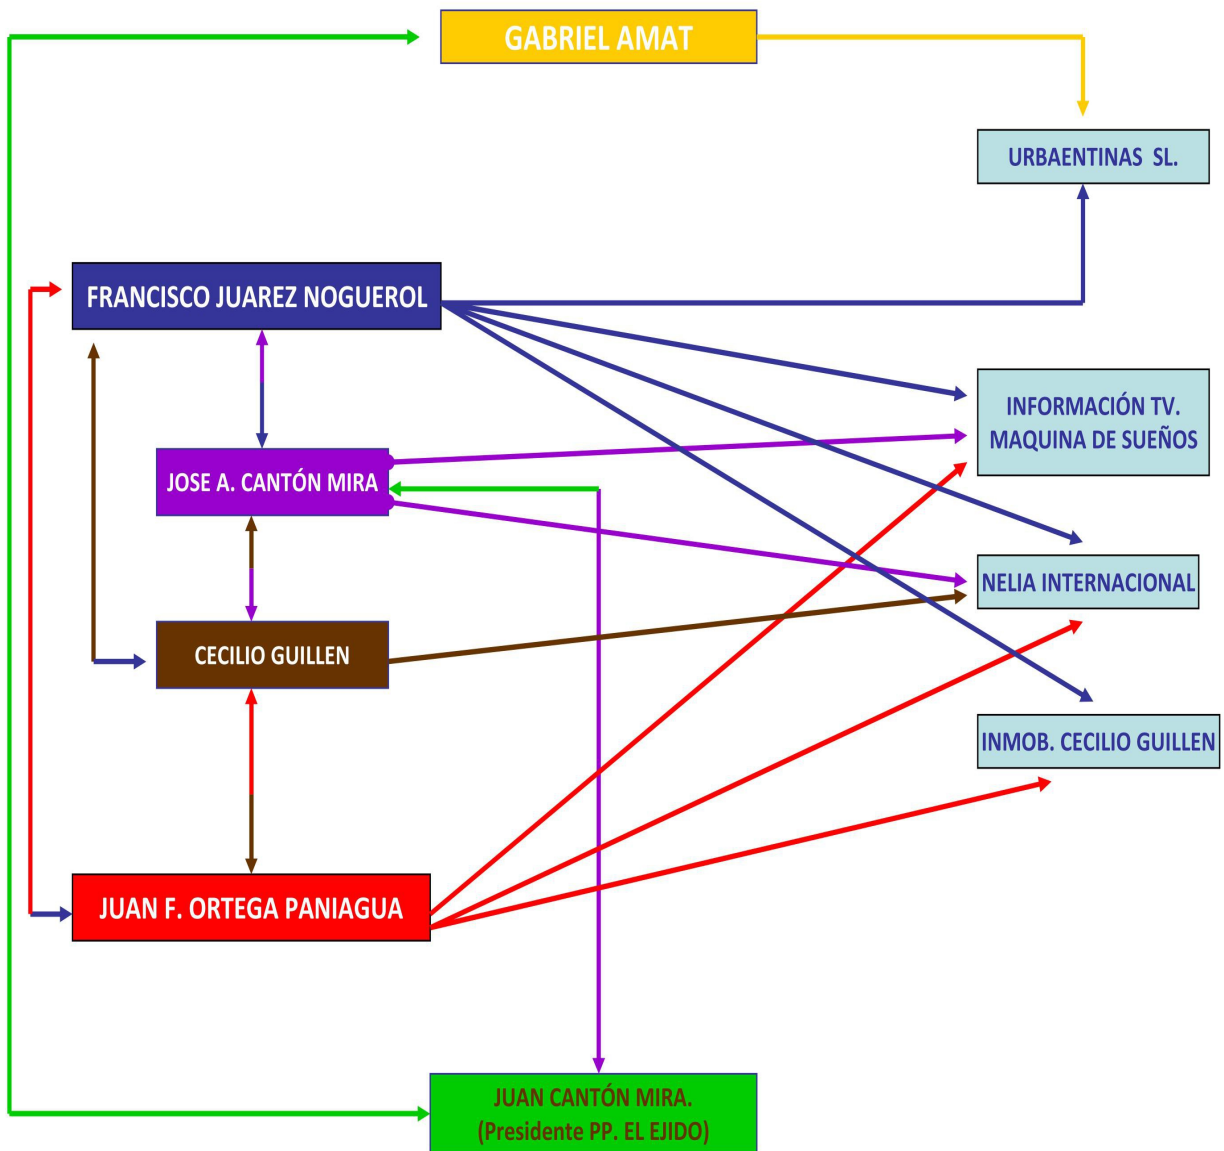 GABRIEL AMAT
URBAENTINAS SL.
FRANCISCO JUAREZ NOGUEROL
INFORMACIÓN TV.
MAQUINA DE SUEÑOS
JOSE A. CANTÓN MIRA
NELIA INTERNACIONAL
CECILIO GUILLEN
INMOB. CECILIO GUILLEN
JUAN F. ORTEGA PANIAGUA
JUAN CANTÓN MIRA.
(Presidente PP. EL EJIDO)